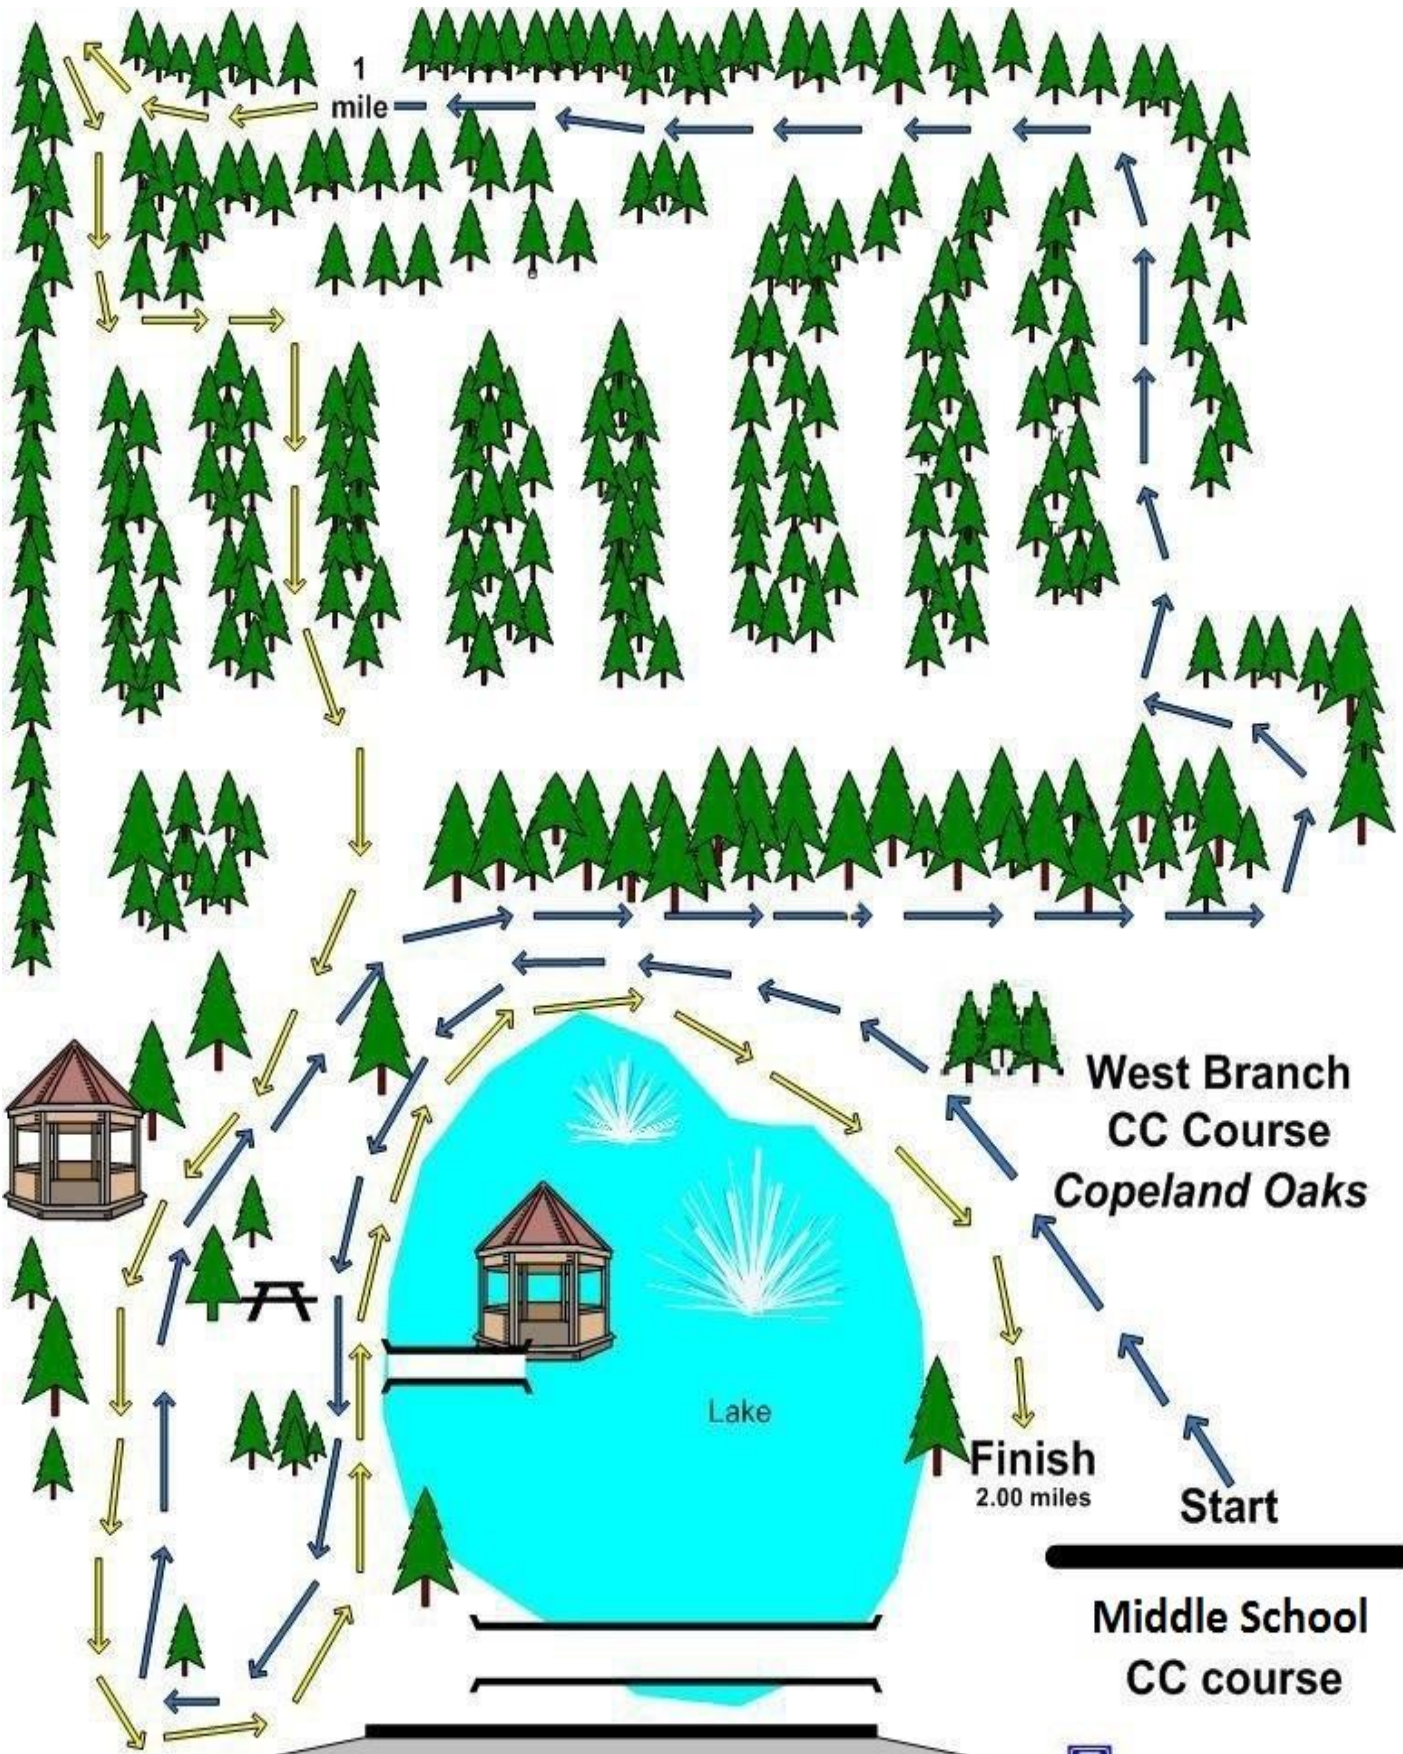 1
mile
West Branch
CC Course
Copeland Oaks
Lake
Finish
2.00 miles
Start
Middle School
CC course